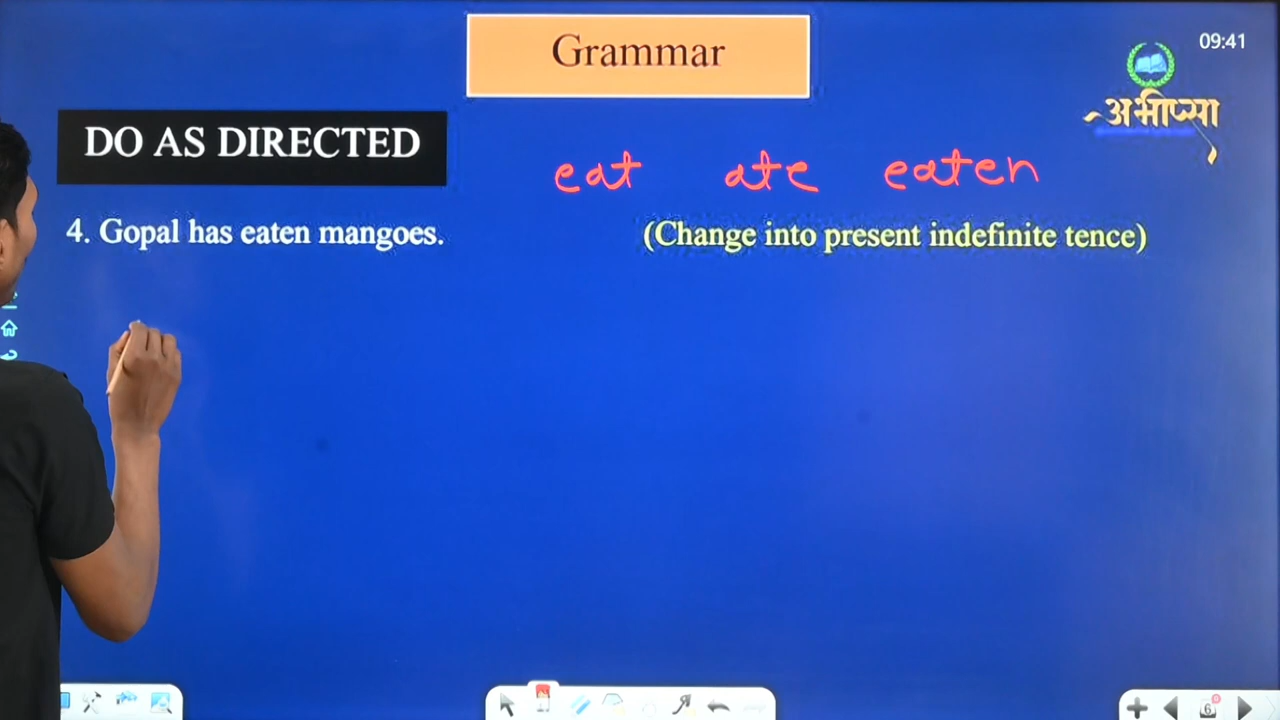 Grammar
09:41
अभीप्सा
DO AS DIRECTED
eat ate eaten
4. Gopal has eaten mangoes. (Change into present indefinite tence)
6